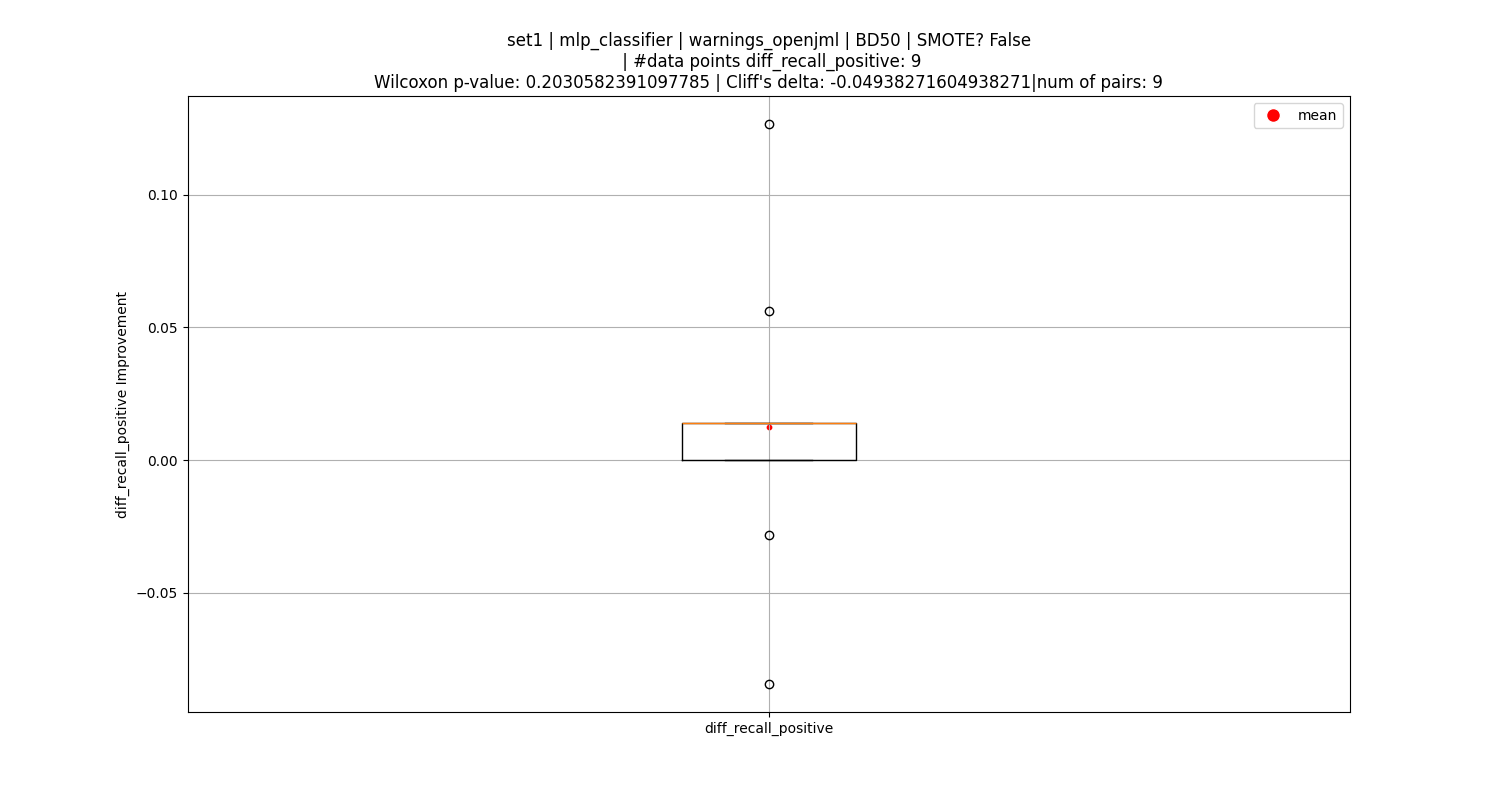 set1 | mlp_classifier | warnings_openjml | BD50 | SMOTE? False
| #data points diff_recall_positive: 9
Wilcoxon p-value: 0.2030582391097785 | Cliff's delta: -0.04938271604938271|num of pairs: 9
mean
0.10
0.05
0.00
−0.05
diff_recall_positive Improvement
diff_recall_positive